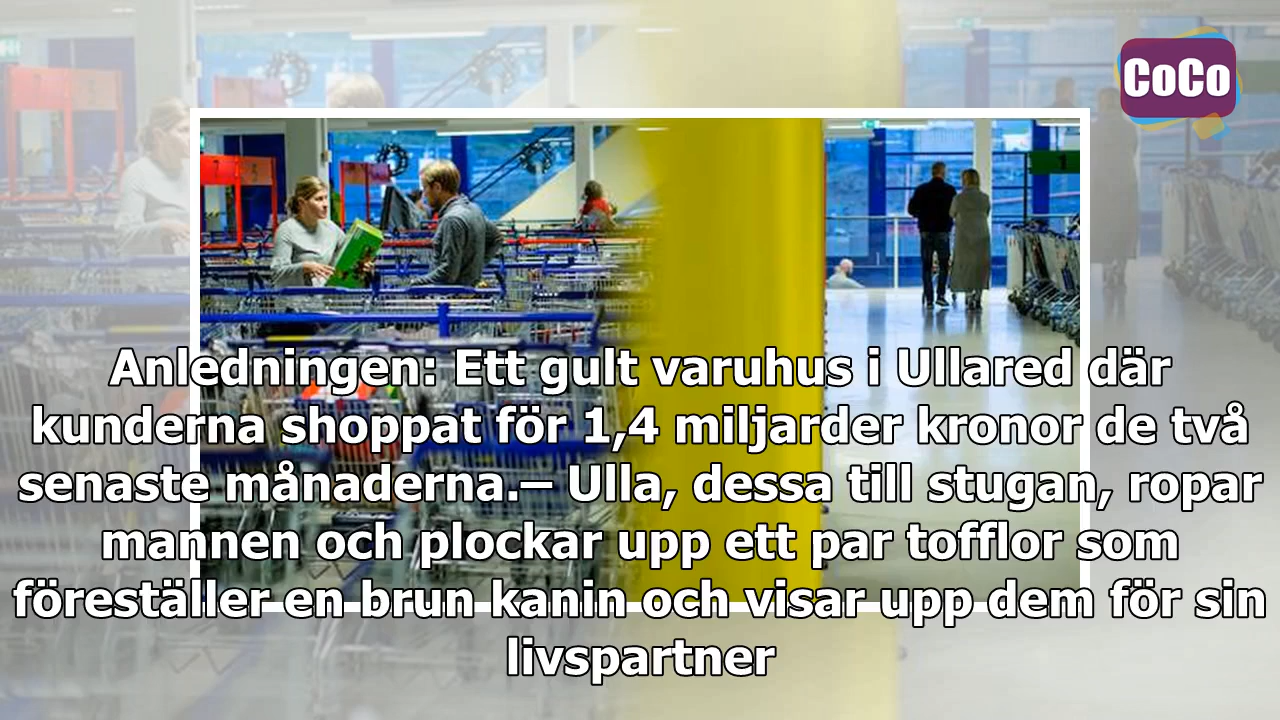 CoCo
1
Anledningen: Ett gult varuhus i Ullared där
kunderna shoppat för 1,4 miljarder kronor de två
senaste månaderna.– Ulla, dessa till stugan, ropar
mannen och plockar upp ett par tofflor som
föreställer en brun kanin och visar upp dem för sin
livspartner